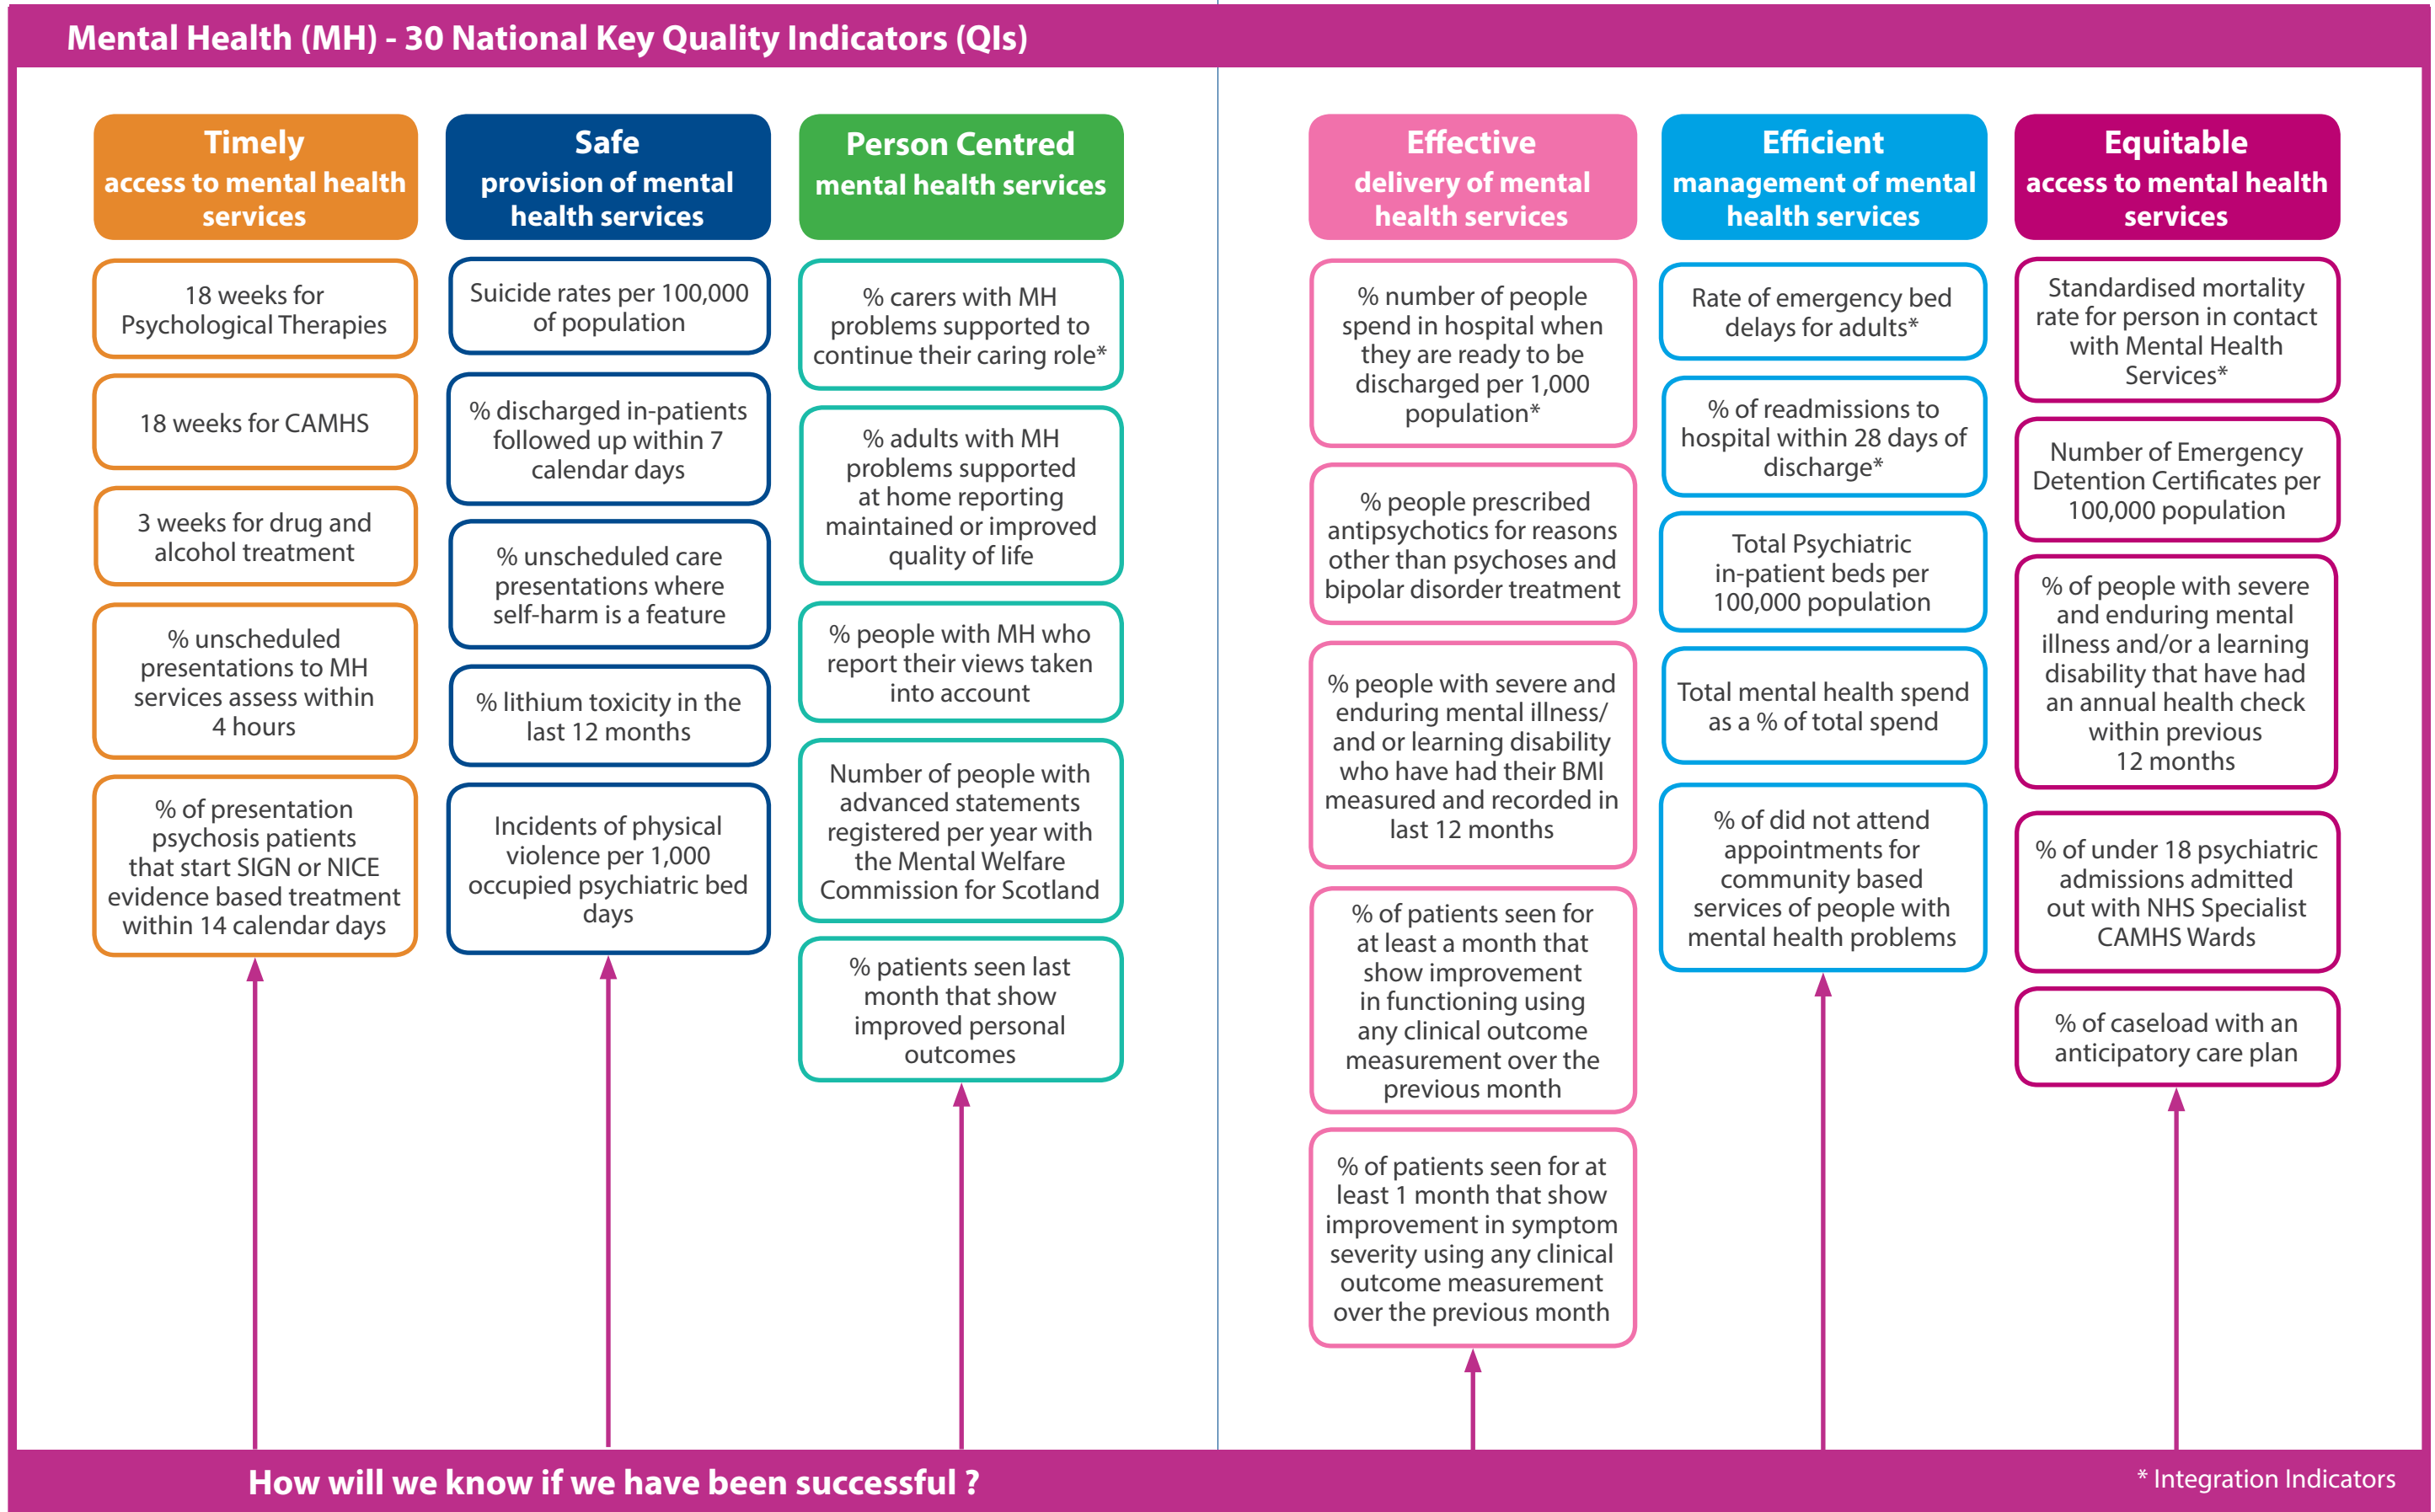 Mental Health (MH) - 30 National Key Quality Indicators (QIs)
Timely
access to mental health
services
18 weeks for
Psychological Therapies
18 weeks for CAMHS
3 weeks for drug and
alcohol treatment
% unscheduled
presentations to MH
services assess within
4 hours
% of presentation
psychosis patients
that start SIGN or NICE
evidence based treatment
within 14 calendar days
Safe
provision of mental
health services
Suicide rates per 100,000
of population
% discharged in-patients
followed up within 7
calendar days
% unscheduled care
presentations where
self-harm is a feature
% lithium toxicity in the
last 12 months
Incidents of physical
violence per 1,000
occupied psychiatric bed
days
Person Centred
mental health services
% carers with MH
problems supported to
continue their caring role*
% adults with MH
problems supported
at home reporting
maintained or improved
quality of life
% people with MH who
report their views taken
into account
Number of people with
advanced statements
registered per year with
the Mental Welfare
Commission for Scotland
% patients seen last
month that show
improved personal
outcomes
Effective
delivery of mental
health services
% number of people
spend in hospital when
they are ready to be
discharged per 1,000
population*
% people prescribed
antipsychotics for reasons
other than psychoses and
bipolar disorder treatment
% people with severe and
enduring mental illness/
and or learning disability
who have had their BMI
measured and recorded in
last 12 months
% of patients seen for
at least a month that
show improvement
in functioning using
any clinical outcome
measurement over the
previous month
% of patients seen for at
least 1 month that show
improvement in symptom
severity using any clinical
outcome measurement
over the previous month
Efficient
management of mental
health services
Rate of emergency bed
delays for adults*
% of readmissions to
hospital within 28 days of
discharge*
Total Psychiatric
in-patient beds per
100,000 population
Total mental health spend
as a % of total spend
% of did not attend
appointments for
community based
services of people with
mental health problems
Equitable
access to mental health
services
Standardised mortality
rate for person in contact
with Mental Health
Services*
Number of Emergency
Detention Certificates per
100,000 population
% of people with severe
and enduring mental
illness and/or a learning
disability that have had
an annual health check
within previous
12 months
% of under 18 psychiatric
admissions admitted
out with NHS Specialist
CAMHS Wards
% of caseload with an
anticipatory care plan
How will we know if we have been successful ?
* Integration Indicators